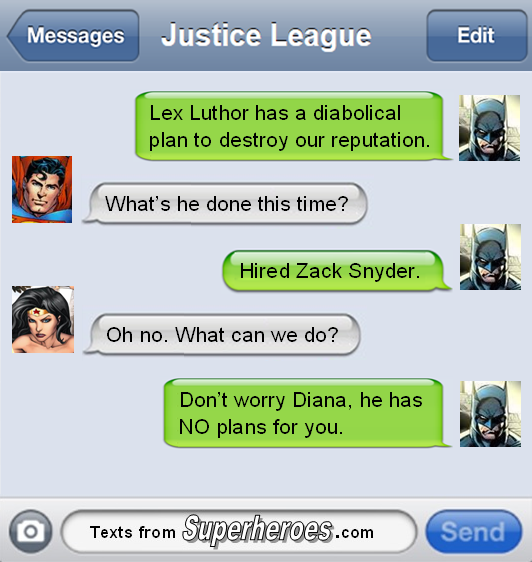 Messages
Justice League
Edit
Lex Luthor has a diabolical
plan to destroy our reputation.
What's he done this time?
Hired Zack Snyder.
Oh no. What can we do?
Don't worry Diana, he has
NO plans for you.
Texts from Superheroes.com
Send